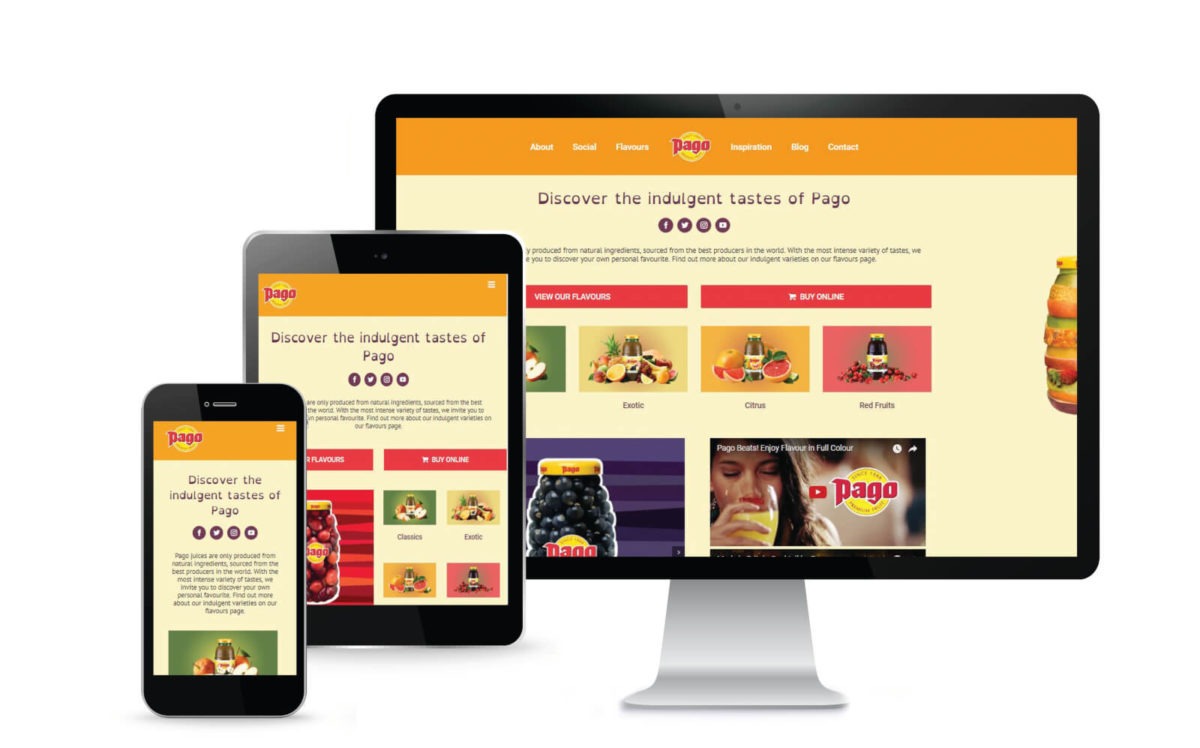 About Social Flavours Pago Inspiration Blog Contact
Discover the indulgent tastes of Pago
produced from natural ingredients, sourced from the best producers in the world. With the most intense variety of tastes, we
you to discover your own personal favourite. Find out more about our indulgent varieties on our flavours page.
VIEW OUR FLAVOURS BUY ONLINE
Exotic Citrus Red Fruits
Pago Beats! Enjoy Flavour in Full Colour
SINCE 1888
Pago
PREMIUM FRUIT
Pago
Pago
Pago
Discover the indulgent tastes of
Pago
are only produced from natural ingredients, sourced from the best
the world. With the most intense variety of tastes, we invite you to
personal favourite. Find out more about our indulgent varieties on
our flavours page.
FLAVOURS BUY ONLINE
Pago
Classics Exotic
Pago
Discover the
indulgent tastes of
Pago
Pago juices are only produced from
natural ingredients, sourced from the
best producers in the world. With the
most intense variety of tastes, we
invite you to discover your own
personal favourite. Find out more
about our indulgent varieties on our
flavours page.